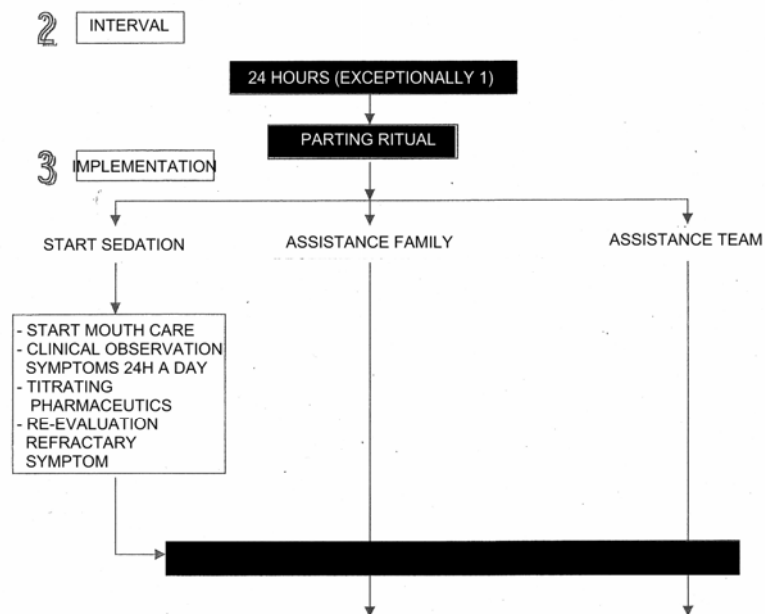 2 INTERVAL
24 HOURS (EXCEPTIONALLY 1)
PARTING RITUAL
3 IMPLEMENTATION
START SEDATION
ASSISTANCE FAMILY
ASSISTANCE TEAM
- START MOUTH CARE
- CLINICAL OBSERVATION
SYMPTOMS 24H A DAY
- TITRATING
PHARMACEUTICS
- RE-EVALUATION
REFRACTARY
SYMPTOM